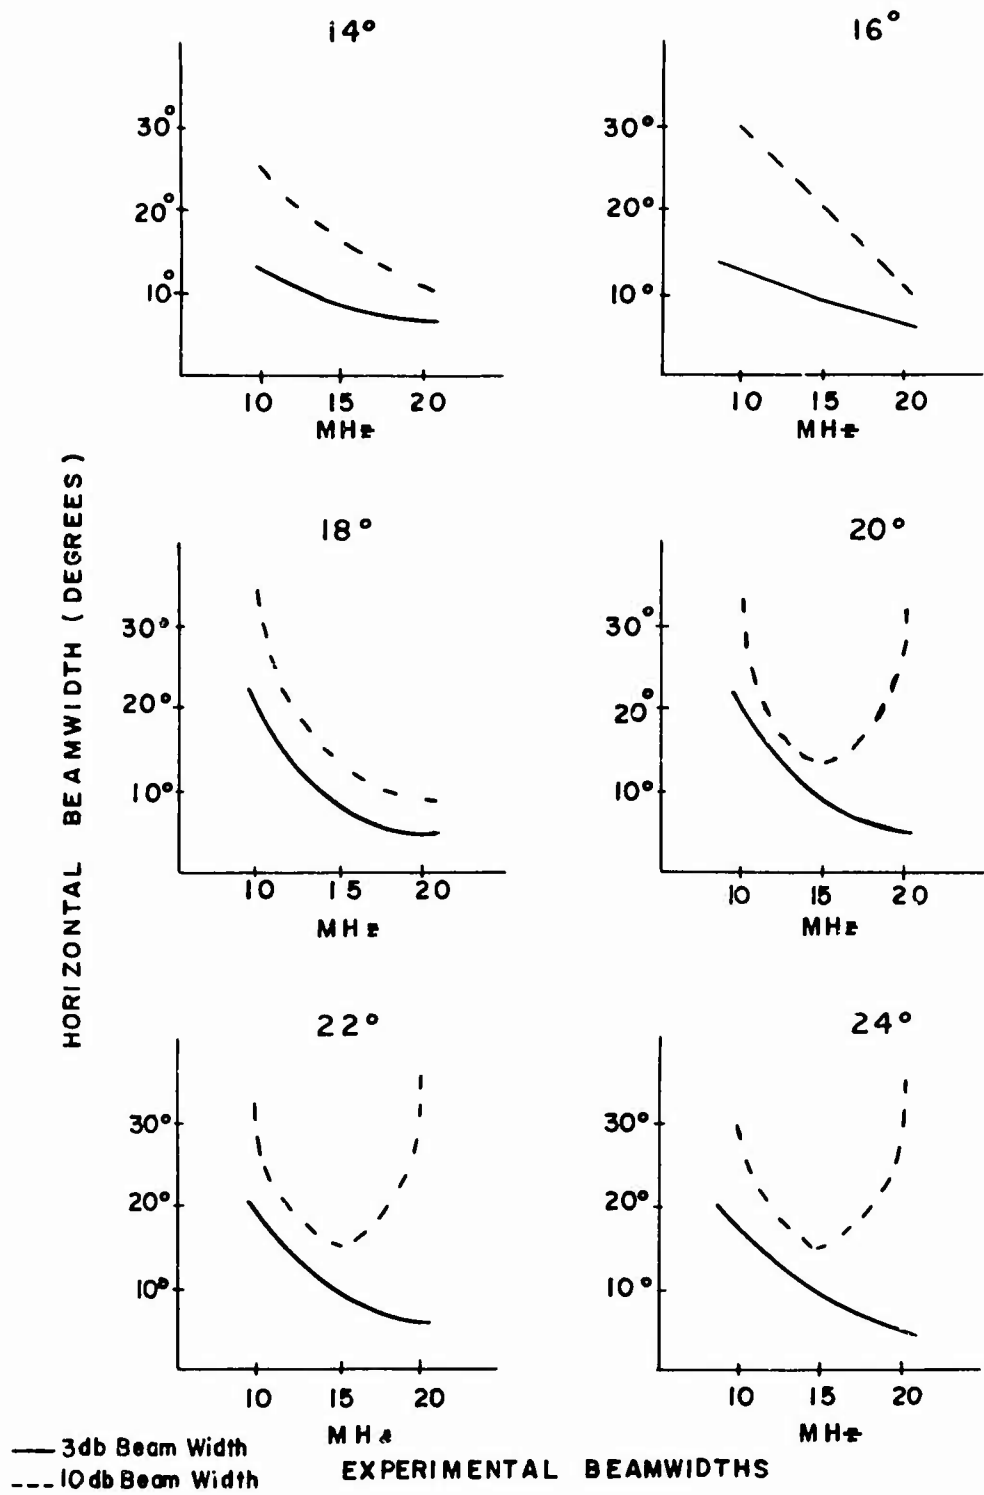 14°
30°
20°
10°
10 15 20
MHz
16°
30°
20°
10°
10 15 20
MHz
HORIZONTAL BEAMWIDTH (DEGREES)
18°
30°
20°
10°
10 15 20
MHz
20°
30°
20°
10°
10 15 20
MHz
22°
30°
20°
10°
10 15 20
MHz
24°
30°
20°
10°
10 15 20
MHz
3db Beam Width
10db Beam Width
EXPERIMENTAL BEAMWIDTHS